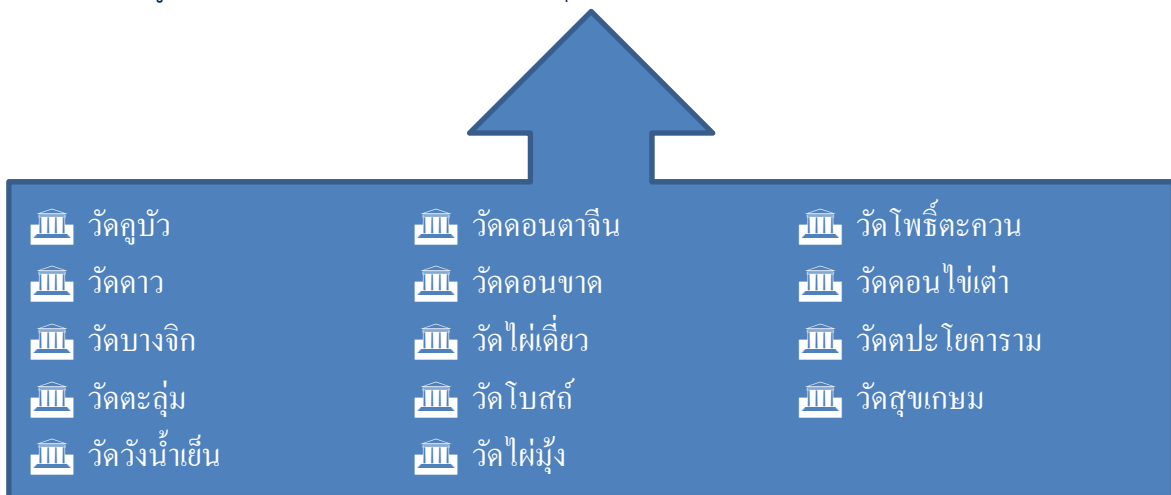 วัดคูบัว
วัดดาว
วัดบางจิก
วัดตะลุ่ม
วัดวังน้ำเย็น
วัดดอนตาจีน
วัดดอนขาด
วัดไผ่เดี่ยว
วัดโบสถ์
วัดไผ่มุ้ง
วัดโพธิ์ตะควน
วัดดอนไข่เต่า
วัดตปะโยคาราม
วัดสุขเกษม